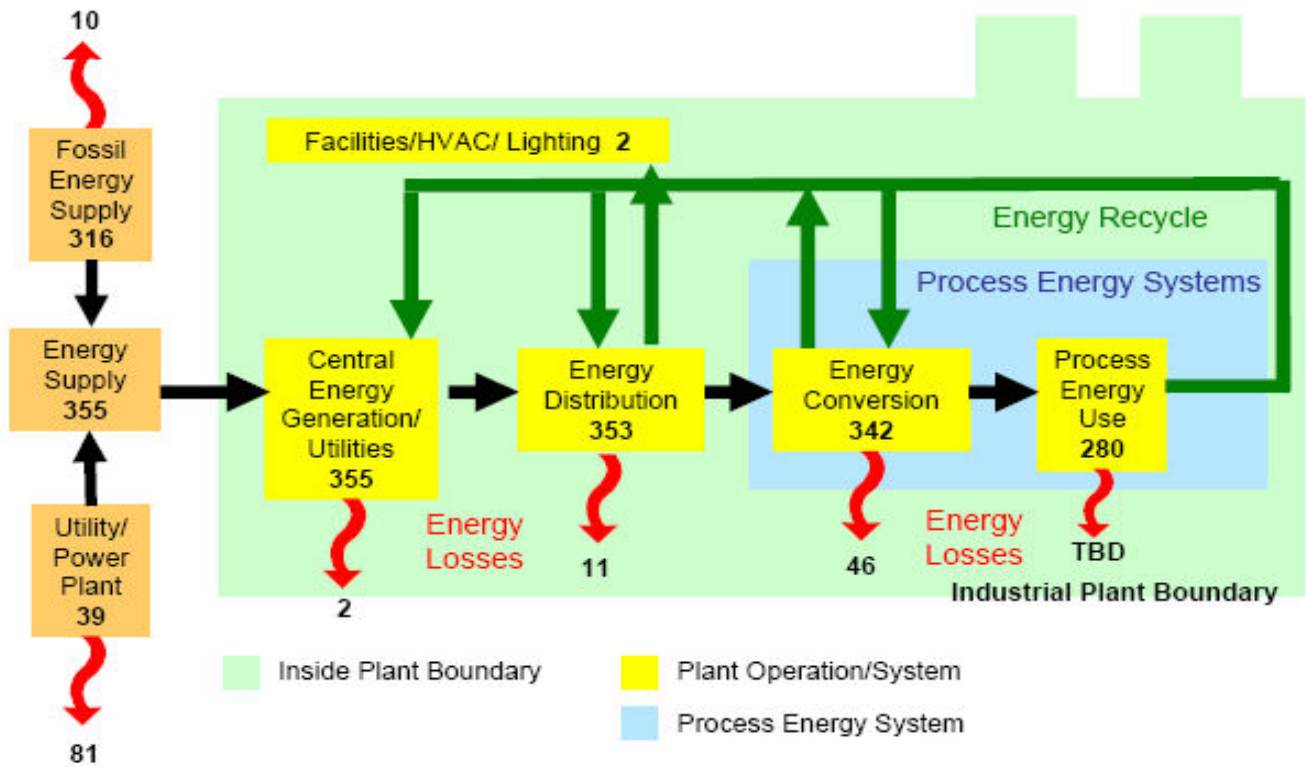 10
Fossil
Energy
Supply
316
Energy
Supply
355
Utility/
Power
Plant
39
81
Facilities/HVAC/ Lighting 2
Energy Recycle
Process Energy Systems
Central
Energy
Generation/
Utilities
355
Energy
Distribution
353
Energy
Conversion
342
Process
Energy
Use
280
Energy
Losses
2
11
46
Energy
Losses
TBD
Industrial Plant Boundary
Inside Plant Boundary
Plant Operation/System
Process Energy System